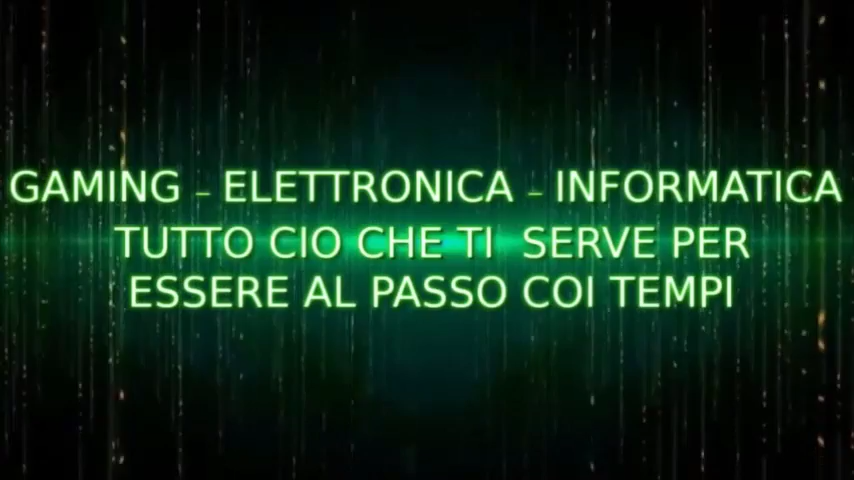 GAMING – ELETTRONICA – INFORMATICA
TUTTO CIO CHE TI  SERVE PER
ESSERE AL PASSO COI TEMPI